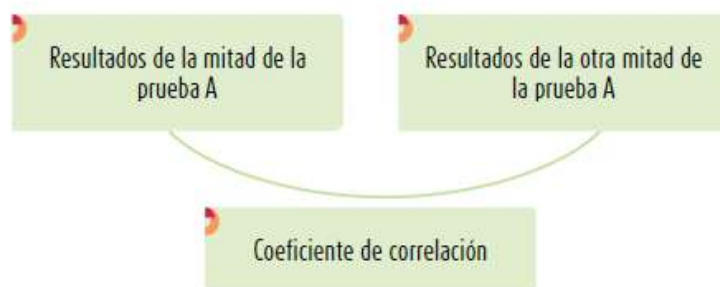 Resultados de la mitad de la
prueba A
Resultados de la otra mitad de
la prueba A
Coeficiente de correlación